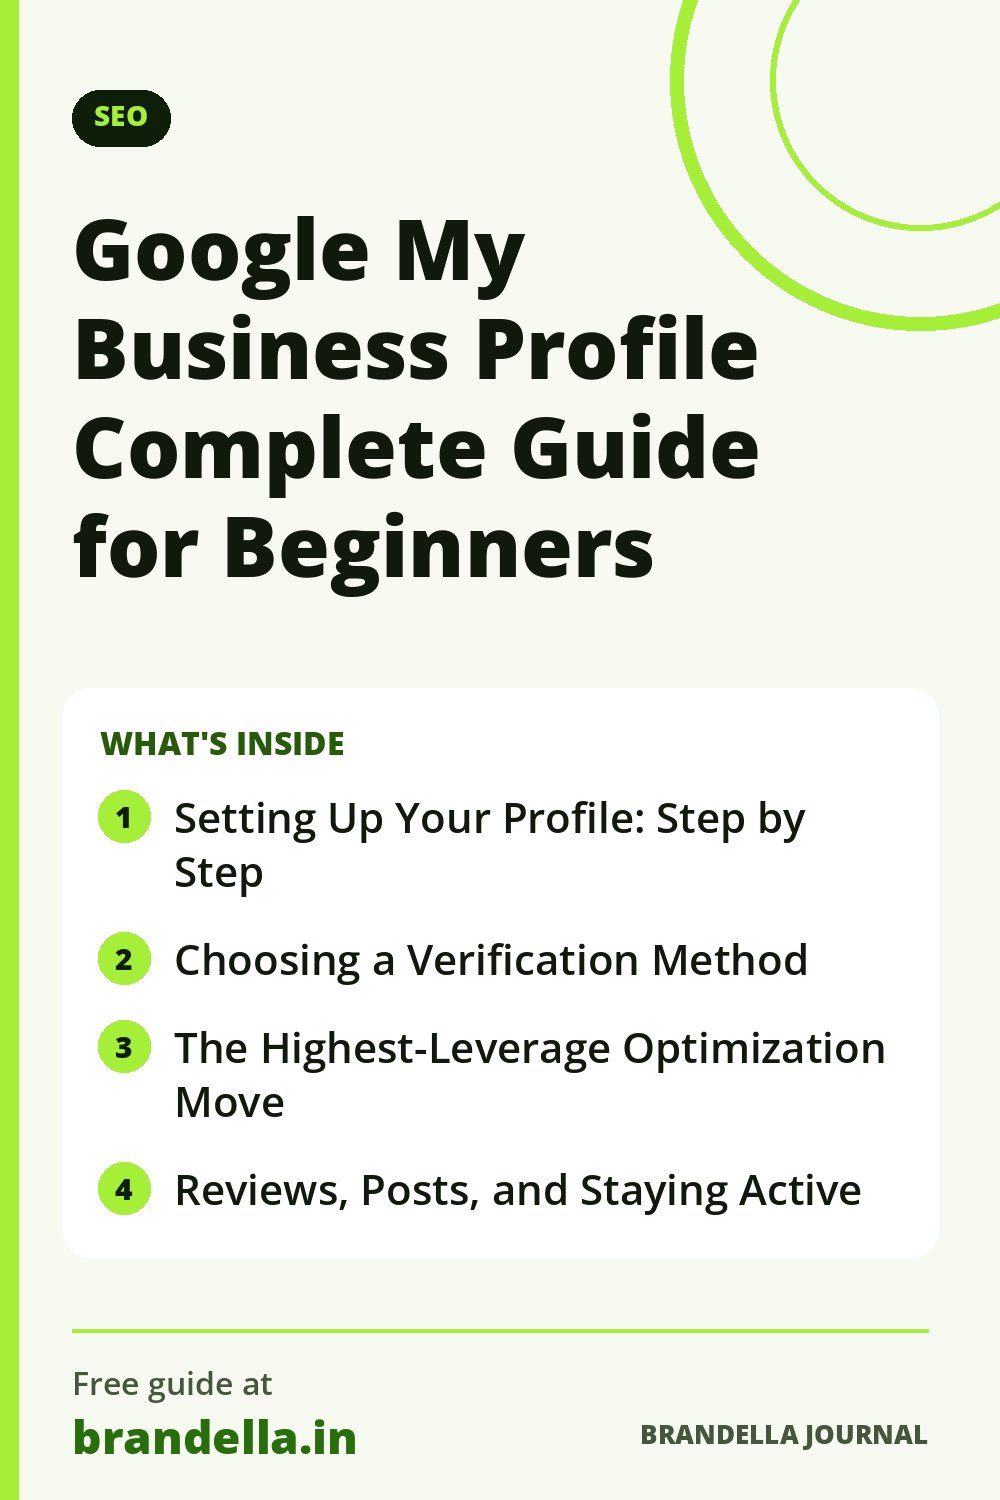 SEO
Google My
Business Profile
Complete Guide
for Beginners
WHAT'S INSIDE
1 Setting Up Your Profile: Step by
Step
2 Choosing a Verification Method
3 The Highest-Leverage Optimization
Move
4 Reviews, Posts, and Staying Active
Free guide at
brandella.in
BRANDELLA JOURNAL